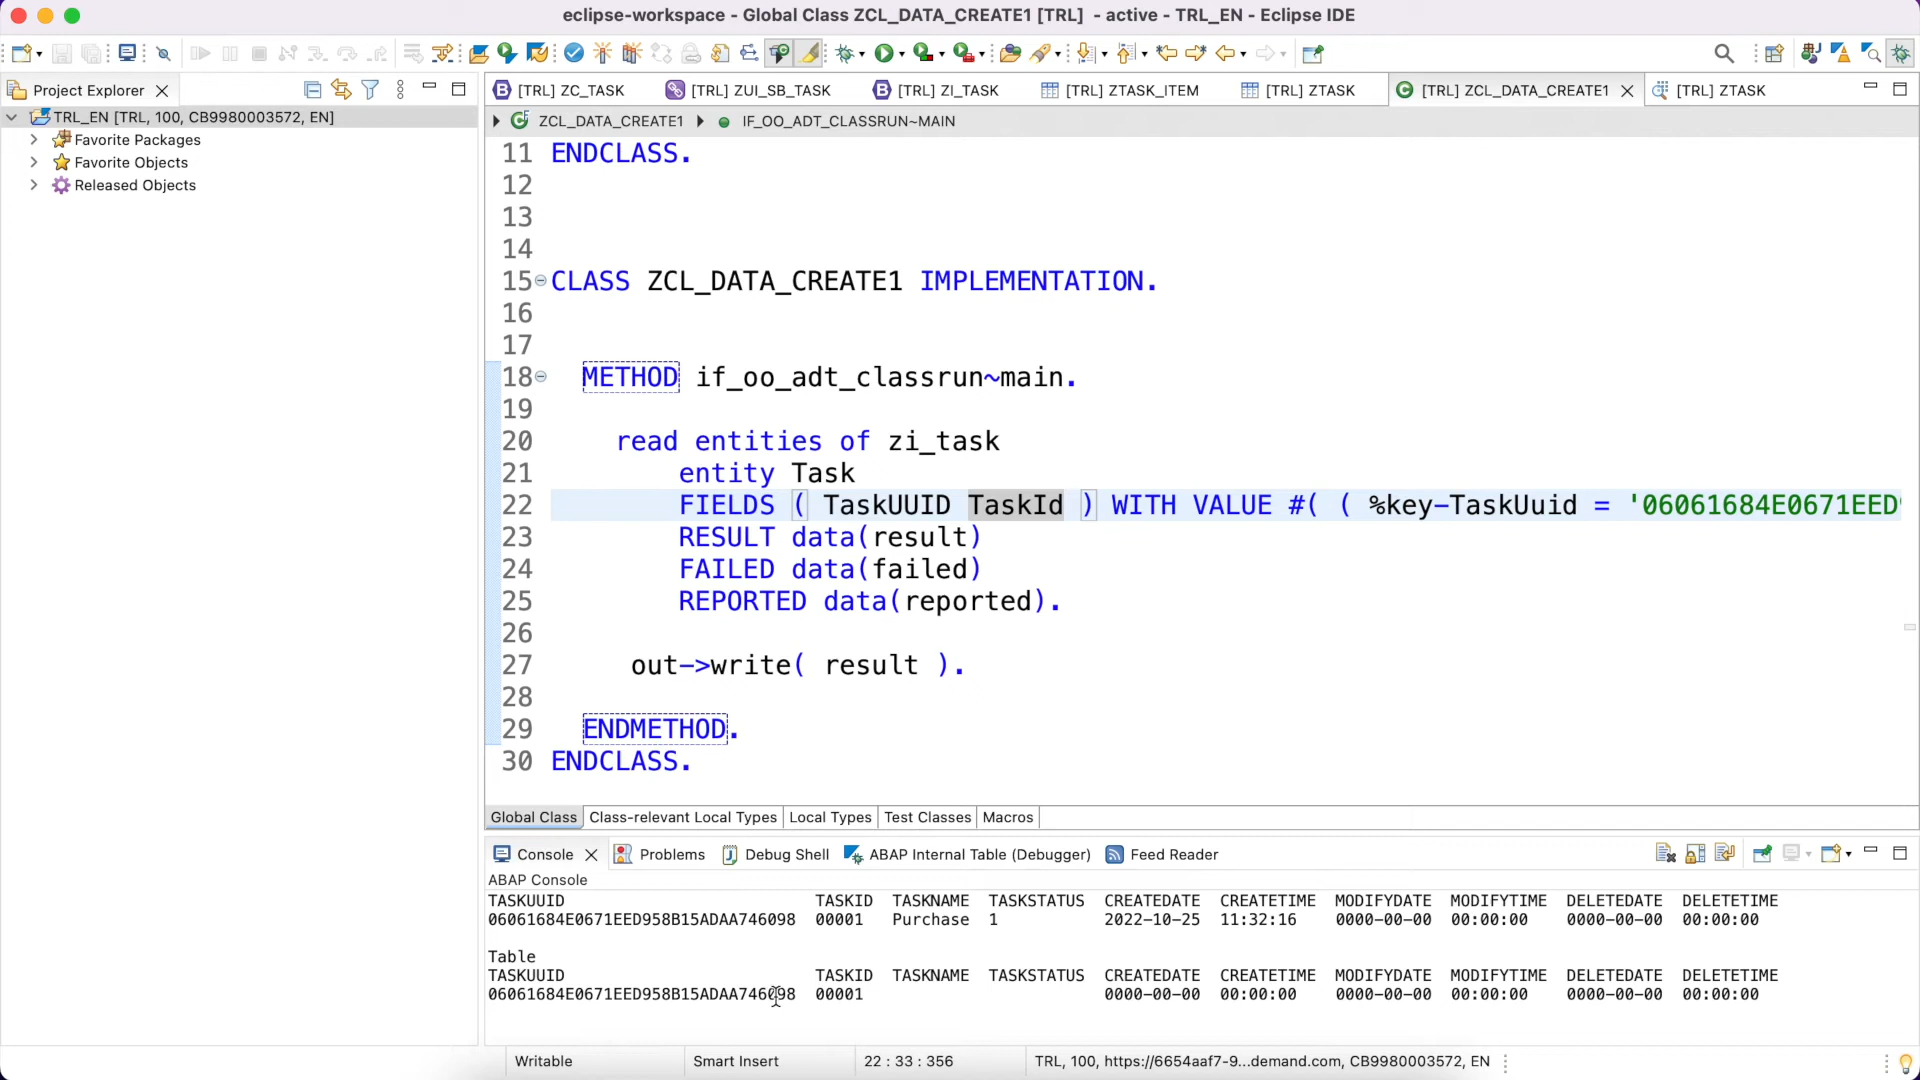 eclipse-workspace - Global Class ZCL_DATA_CREATE1 [TRL]  - active - TRL_EN - Eclipse IDE
Project Explorer
[TRL] ZC_TASK
[TRL] ZUI_SB_TASK
[TRL] ZI_TASK
[TRL] ZTASK_ITEM
[TRL] ZTASK
[TRL] ZCL_DATA_CREATE1
[TRL] ZTASK
TRL_EN [TRL, 100, CB9980003572, EN]
Favorite Packages
Favorite Objects
Released Objects
ZCL_DATA_CREATE1
IF_OO_ADT_CLASSRUN~MAIN
11 ENDCLASS.
12
13
14
15 CLASS ZCL_DATA_CREATE1 IMPLEMENTATION.
16
17
18 METHOD if_oo_adt_classrun~main.
19
20 read entities of zi_task
21 entity Task
22 FIELDS ( TaskUUID TaskId ) WITH VALUE #( ( %key-TaskUuid = '06061684E0671EED
23 RESULT data(result)
24 FAILED data(failed)
25 REPORTED data(reported).
26
27 out->write( result ).
28
29 ENDMETHOD.
30 ENDCLASS.
Global Class
Class-relevant Local Types
Local Types
Test Classes
Macros
Console
Problems
Debug Shell
ABAP Internal Table (Debugger)
Feed Reader
ABAP Console
TASKUUID TASKID TASKNAME TASKSTATUS CREATEDATE CREATETIME MODIFYDATE MODIFYTIME DELETEDATE DELETETIME
06061684E0671EED958B15ADAA746098 00001 Purchase 1 2022-10-25 11:32:16 0000-00-00 00:00:00 0000-00-00 00:00:00
Table
TASKUUID TASKID TASKNAME TASKSTATUS CREATEDATE CREATETIME MODIFYDATE MODIFYTIME DELETEDATE DELETETIME
06061684E0671EED958B15ADAA746098 00001 0000-00-00 00:00:00 0000-00-00 00:00:00 0000-00-00 00:00:00
Writable
Smart Insert
22 : 33 : 356
TRL, 100, https://6654aaf7-9...demand.com, CB9980003572, EN